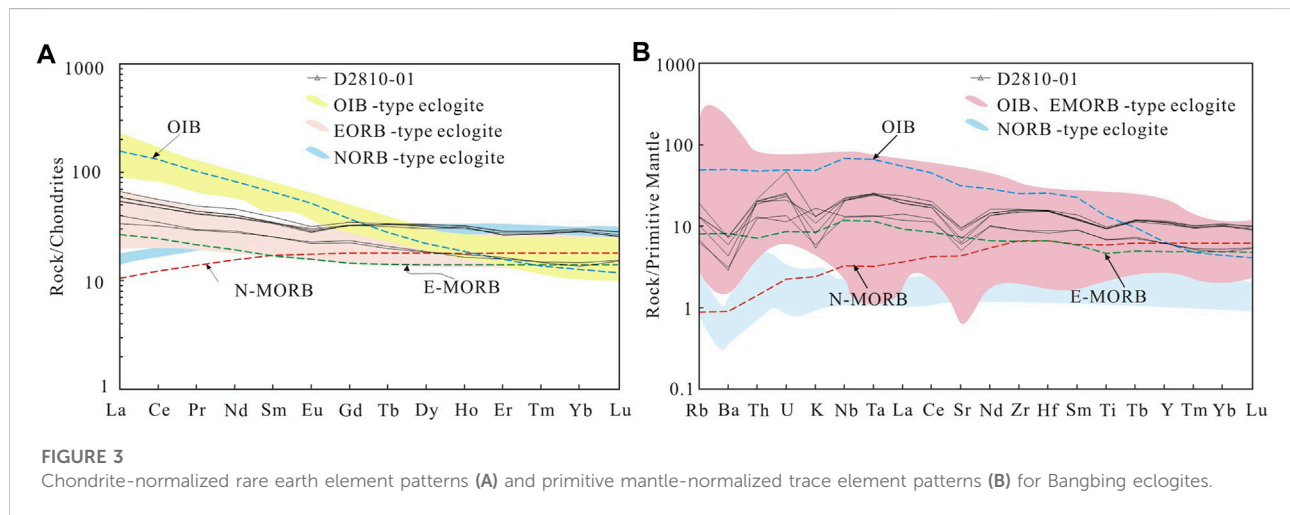 A
B
1000
100
10
1
Rock/Chondrites
D2810-01
OIB -type eclogite
EORB -type eclogite
NORB -type eclogite
OIB
N-MORB
E-MORB
La Ce Pr Nd Sm Eu Gd Tb Dy Ho Er Tm Yb Lu
1000
100
10
1
0.1
Rock/Primitive Mantle
D2810-01
OIB、EMORB -type eclogite
NORB -type eclogite
OIB
N-MORB
E-MORB
Rb Ba Th U K Nb Ta La Ce Sr Nd Zr Hf Sm Ti Tb Y Tm Yb Lu
FIGURE 3
Chondrite-normalized rare earth element patterns (A) and primitive mantle-normalized trace element patterns (B) for Bangbing eclogites.